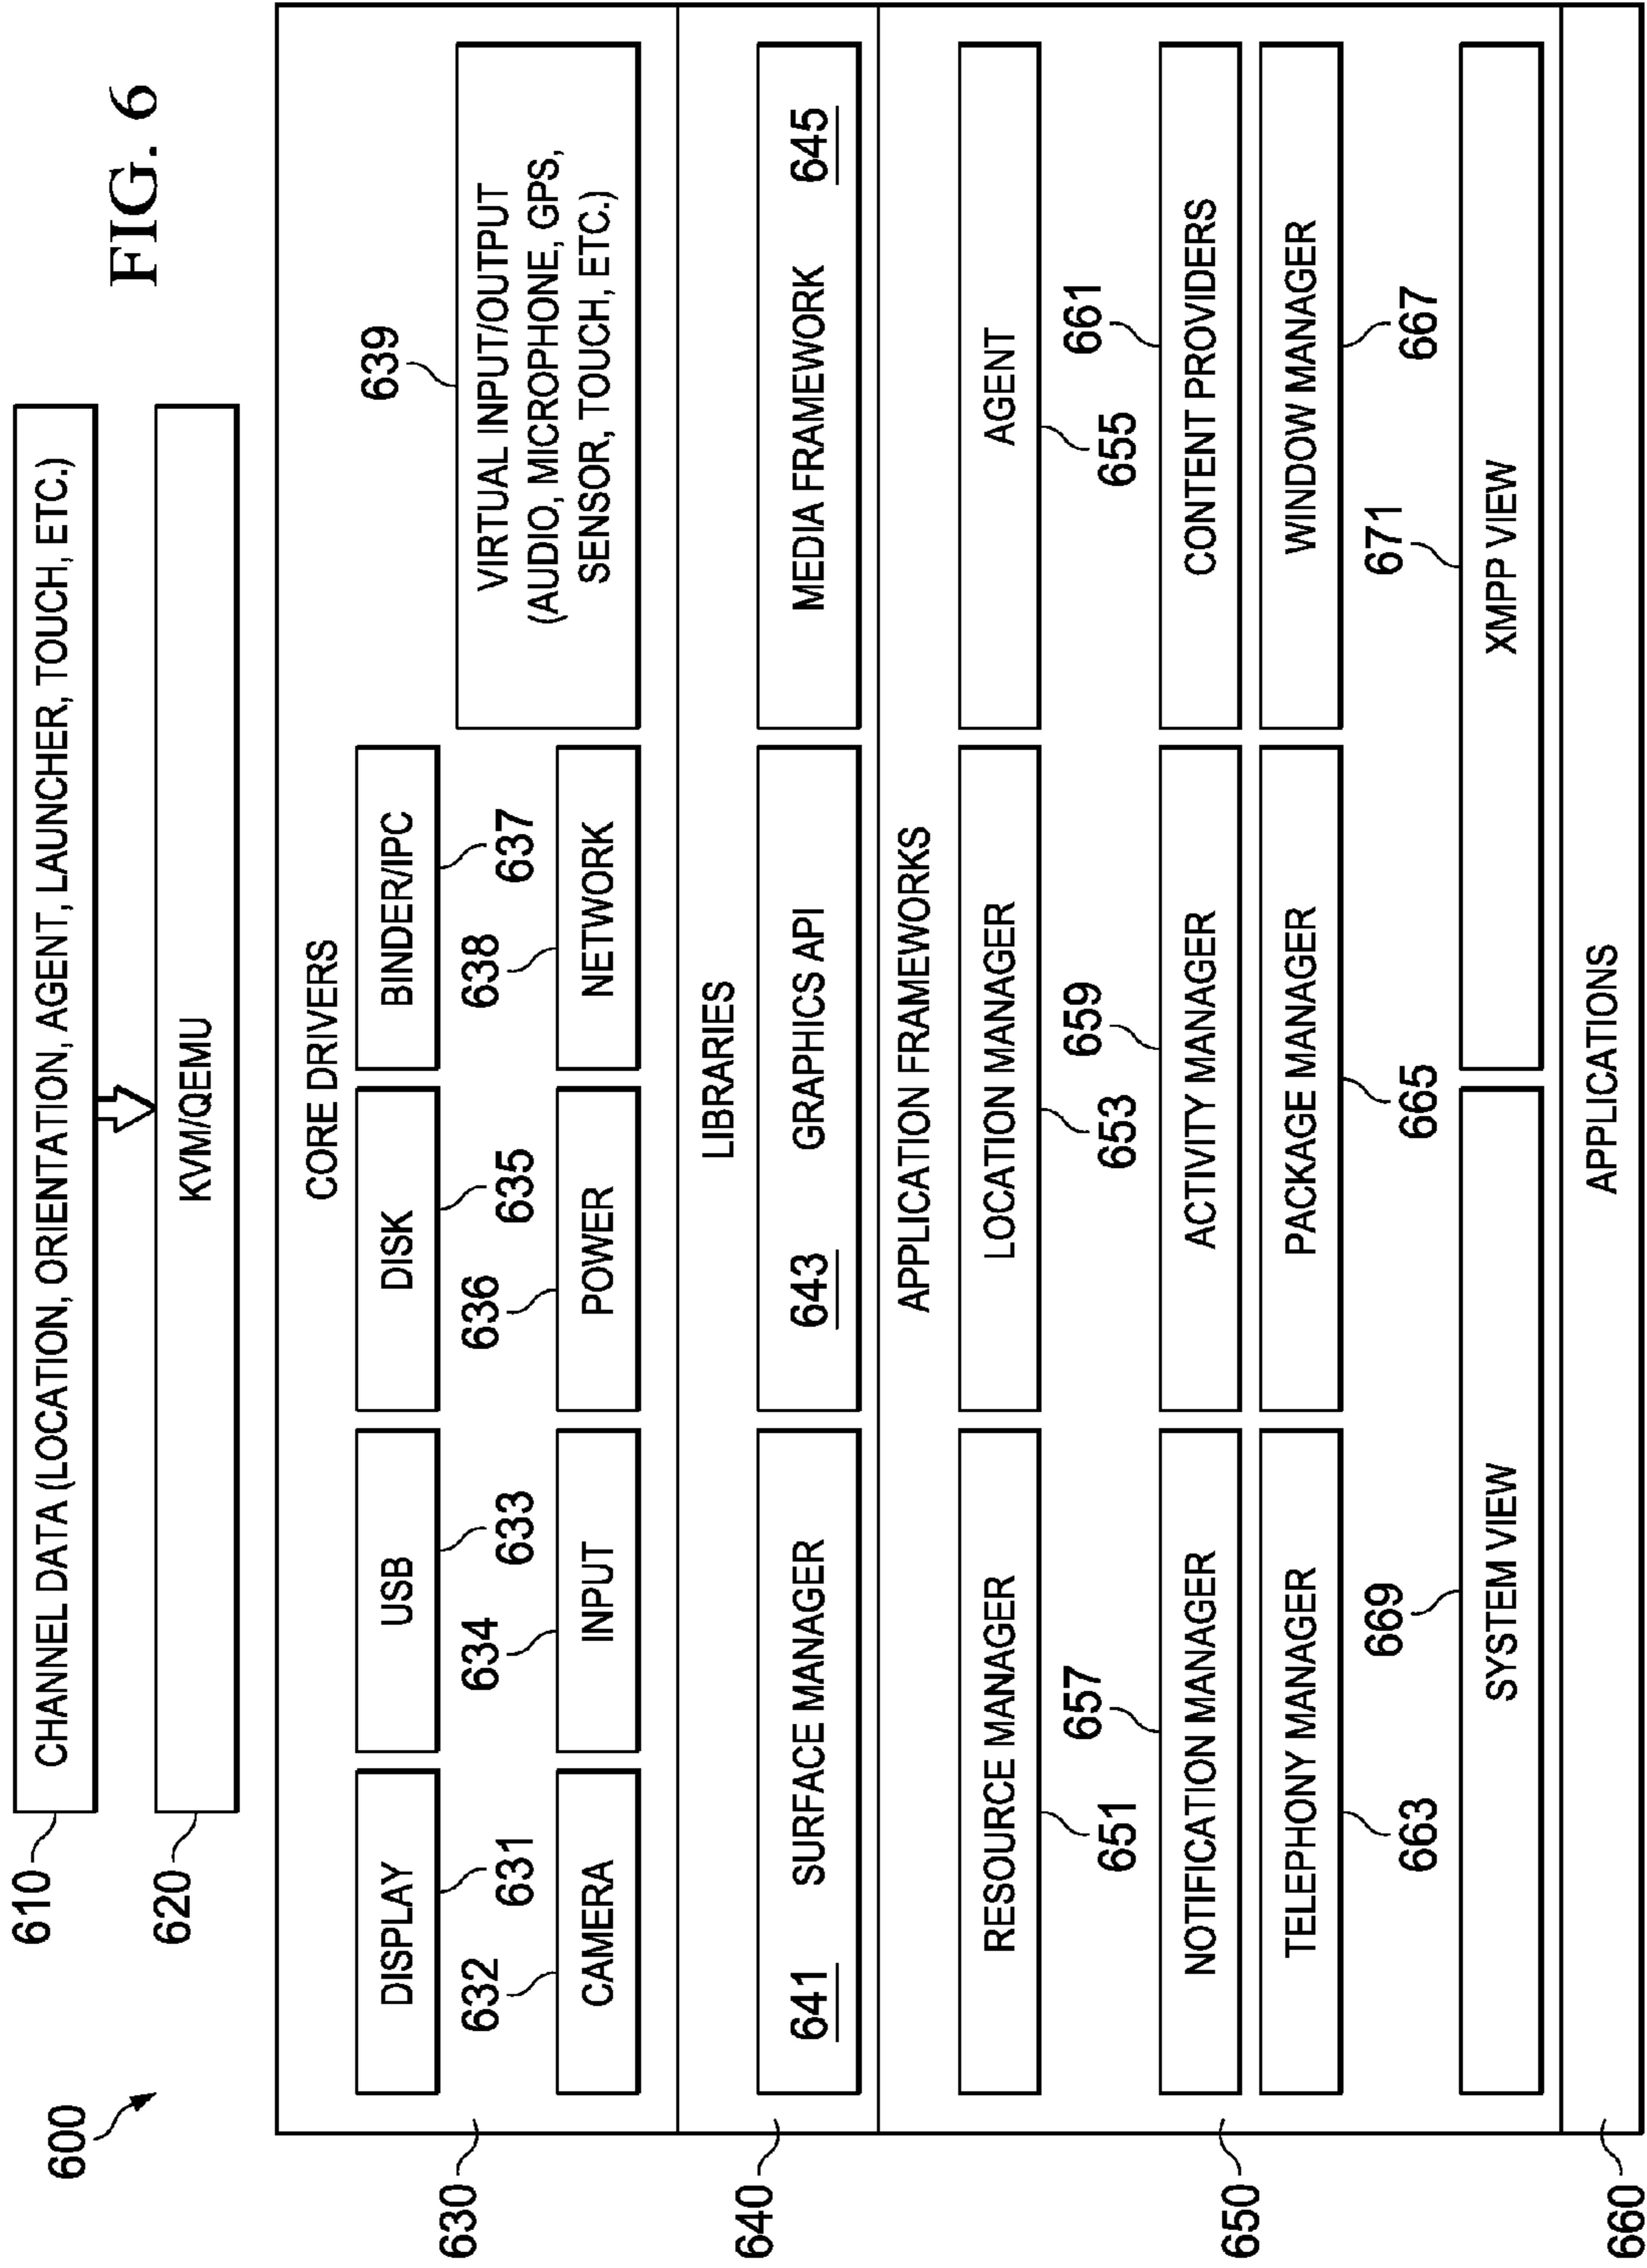 FIG. 6
600
610
CHANNEL DATA (LOCATION, ORIENTATION, AGENT, LAUNCHER, TOUCH, ETC.)
620
KVM/QEMU
630
CORE DRIVERS
DISPLAY
USB
DISK
BINDER/IPC
639
631
633
635
637
632
634
636
638
CAMERA
INPUT
POWER
NETWORK
VIRTUAL INPUT/OUTPUT
(AUDIO, MICROPHONE, GPS,
SENSOR, TOUCH, ETC.)
640
LIBRARIES
641 SURFACE MANAGER
643 GRAPHICS API
MEDIA FRAMEWORK 645
650
APPLICATION FRAMEWORKS
RESOURCE MANAGER
LOCATION MANAGER
AGENT
651
653
655
657
659
661
NOTIFICATION MANAGER
ACTIVITY MANAGER
CONTENT PROVIDERS
TELEPHONY MANAGER
PACKAGE MANAGER
WINDOW MANAGER
663
665
667
669
671
SYSTEM VIEW
XMPP VIEW
660
APPLICATIONS